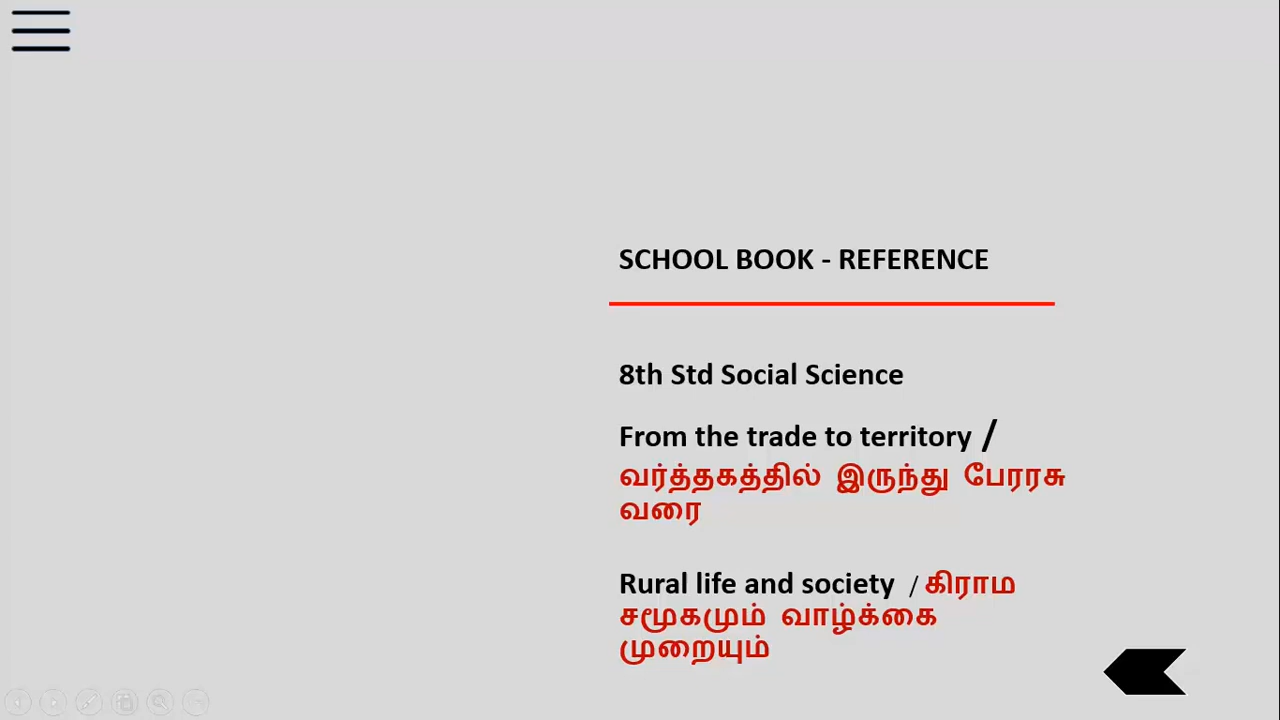 SCHOOL BOOK - REFERENCE
8th Std Social Science
From the trade to territory /
வர்த்தகத்தில் இருந்து பேரரசு
வரை
Rural life and society / கிராம
சமூகமும் வாழ்க்கை
முறையும்